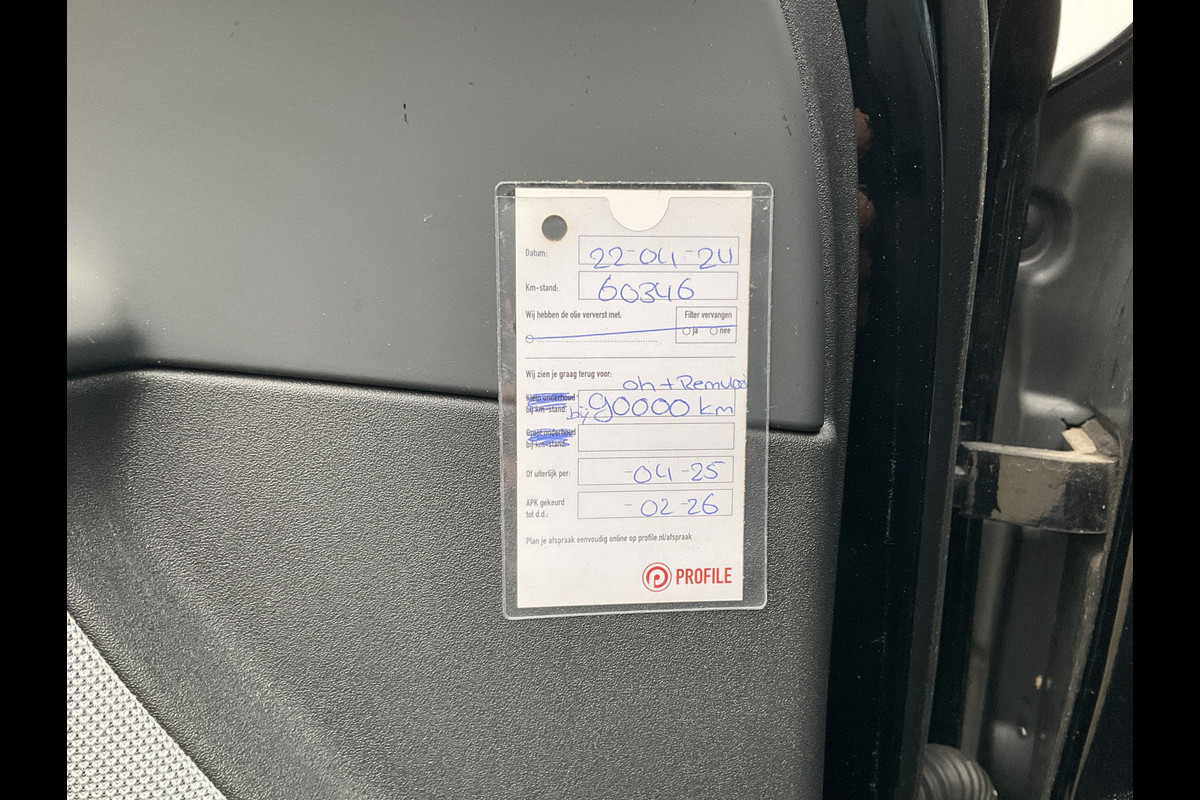 Datum: 22-04-24
Km-stand: 60346
Wij hebben de olie ververst met: Filter vervangen
ja nee
Wij zien je graag terug voor:
oh + Remvloei
Klein onderhoud
bij km-stand: bij 90000 km
Groot onderhoud
bij km-stand:
Of uiterlijk per: -04-25
APK gekeurd
tot d.d.: -02-26
Plan je afspraak eenvoudig online op profile.nl/afspraak
PROFILE